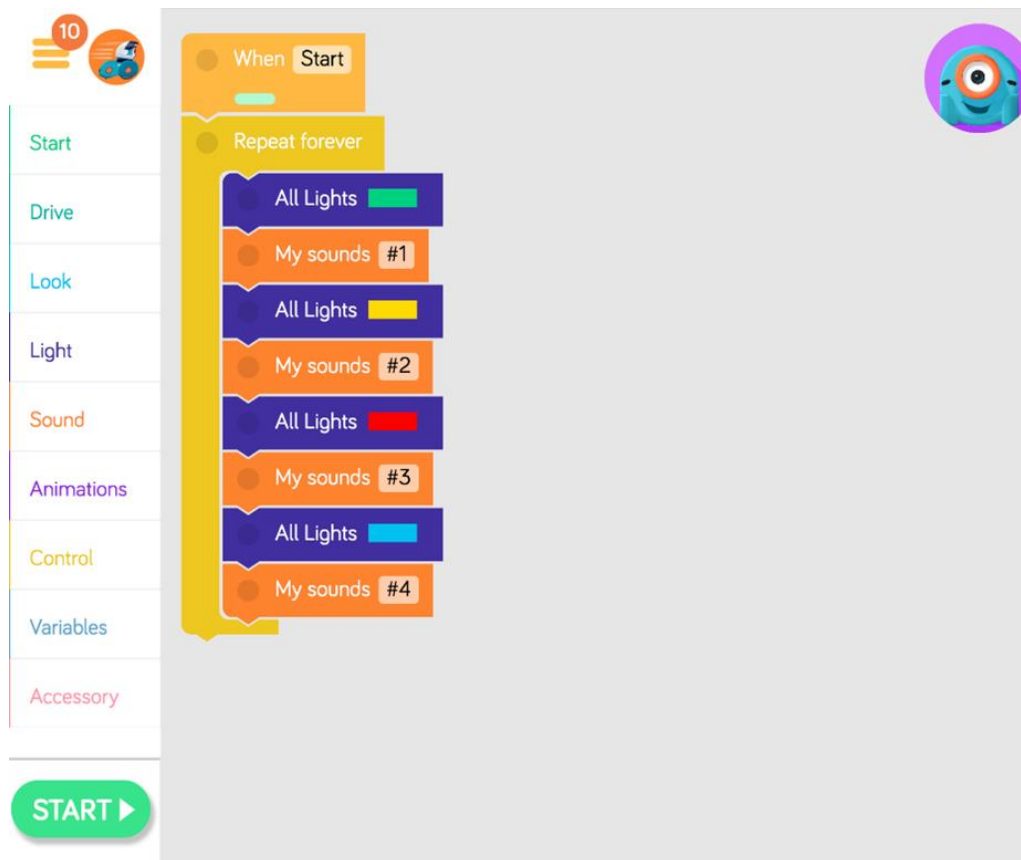 10
When Start
Start
Repeat forever
Drive
All Lights
My sounds #1
Look
All Lights
Light
My sounds #2
Sound
All Lights
My sounds #3
Animations
All Lights
Control
My sounds #4
Variables
Accessory
START